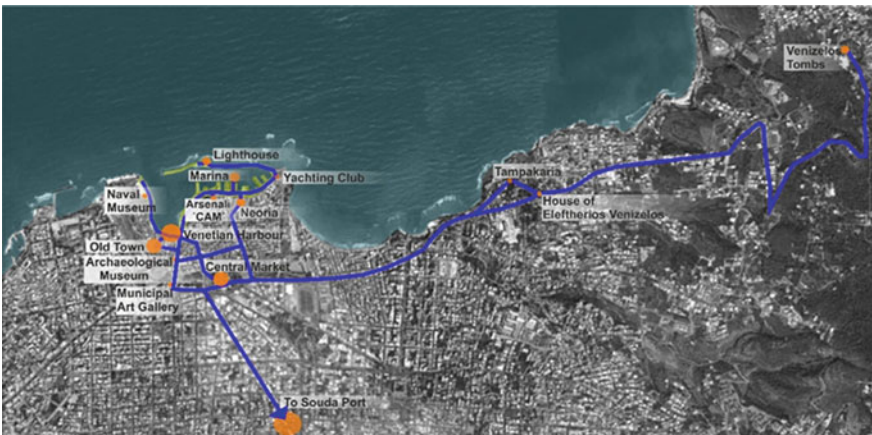 Venizelos
Tombs
Lighthouse
Marina
Yachting Club
Tampakaria
Naval
Museum
Arsenali
'CAM'
Neoria
House of
Eleftherios Venizelos
Venetian Harbour
Old Town
Archaeological
Museum
Central Market
Municipal
Art Gallery
To Souda Port